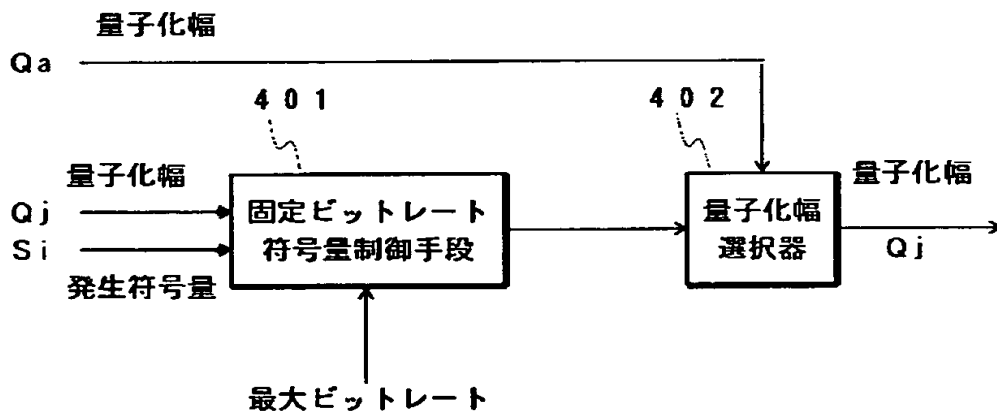 量子化幅
Qa
401
402
量子化幅
量子化幅
Qj
固定ビットレート
符号量制御手段
量子化幅
選択器
Si
Qj
発生符号量
最大ビットレート